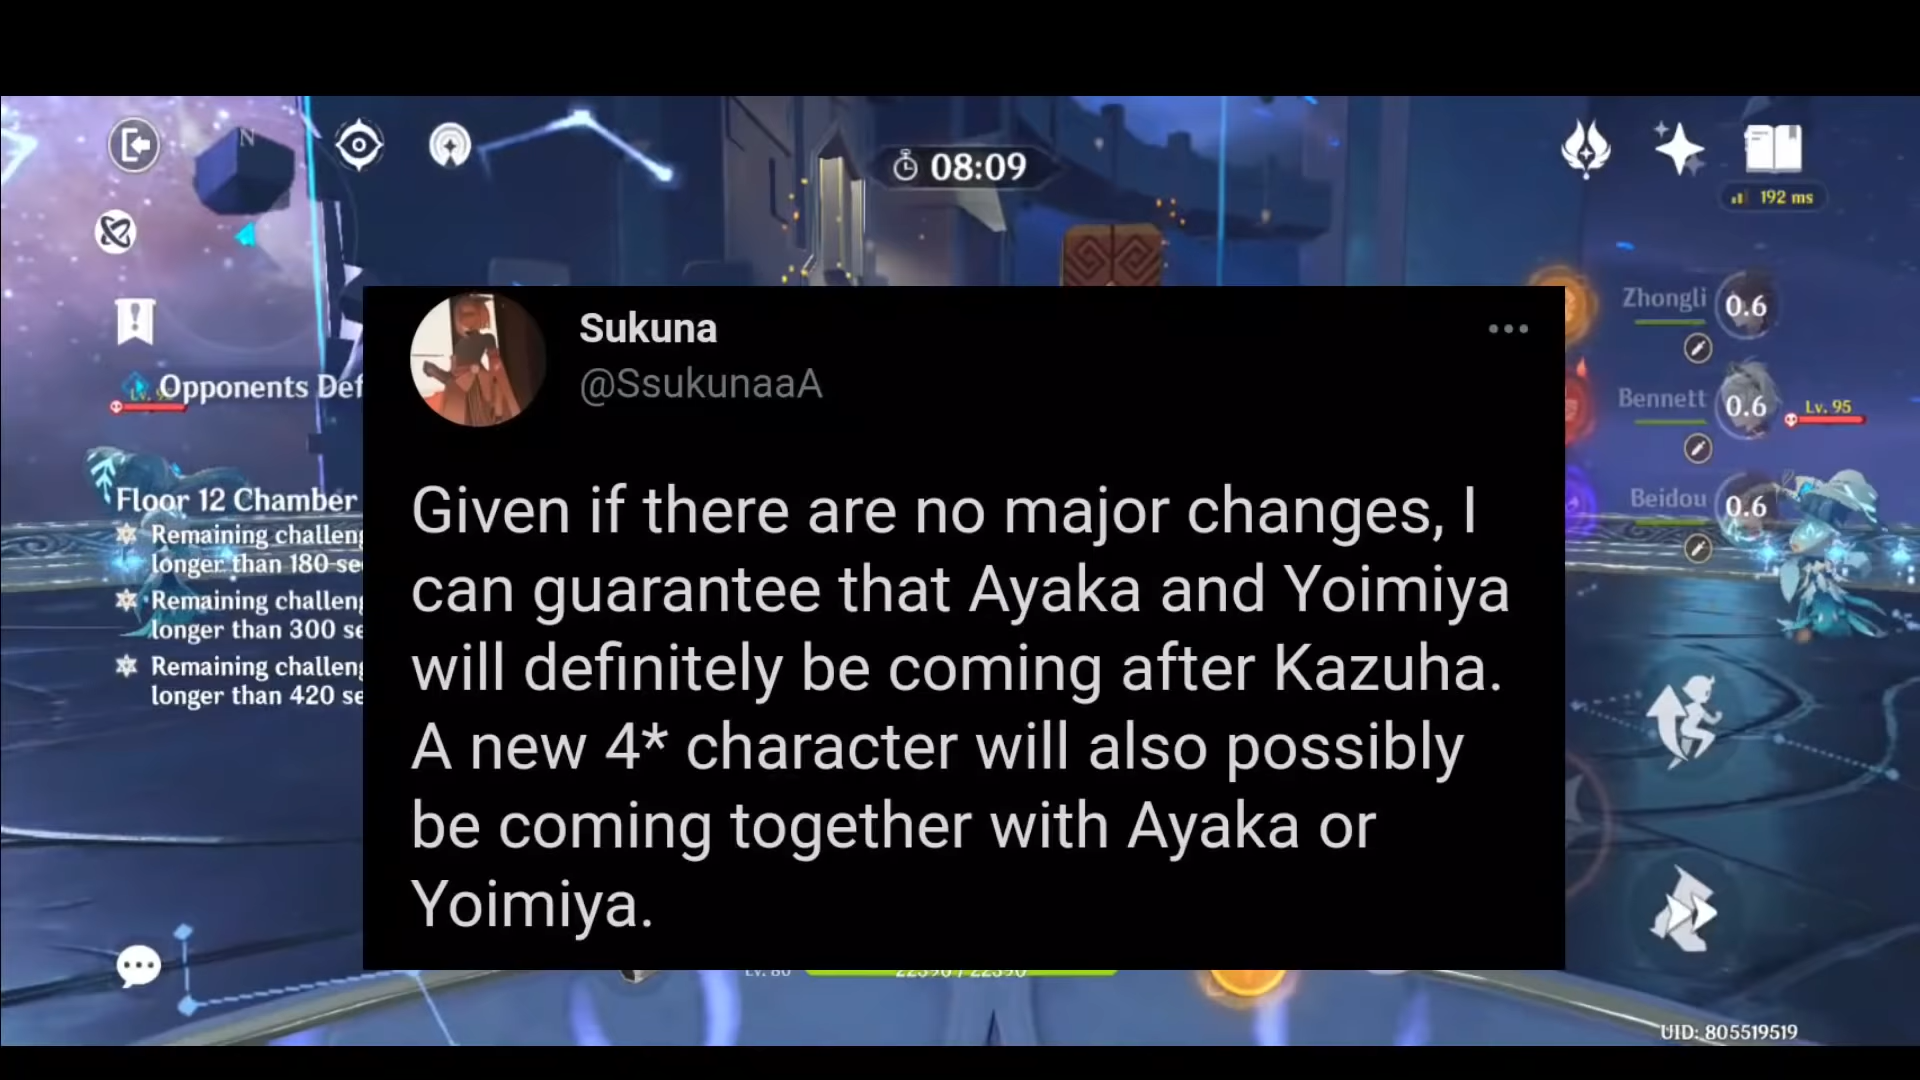 N
08:09
192 ms
Sukuna
@SsukunaaA
Zhongli
0.6
Opponents Def
Bennett
0.6
Lv. 95
Given if there are no major changes, I
can guarantee that Ayaka and Yoimiya
will definitely be coming after Kazuha.
A new 4* character will also possibly
be coming together with Ayaka or
Yoimiya.
Floor 12 Chamber
Remaining challeng
longer than 180 se
Remaining challeng
longer than 300 se
Remaining challeng
longer than 420 se
Beidou
0.6
UID: 805519519